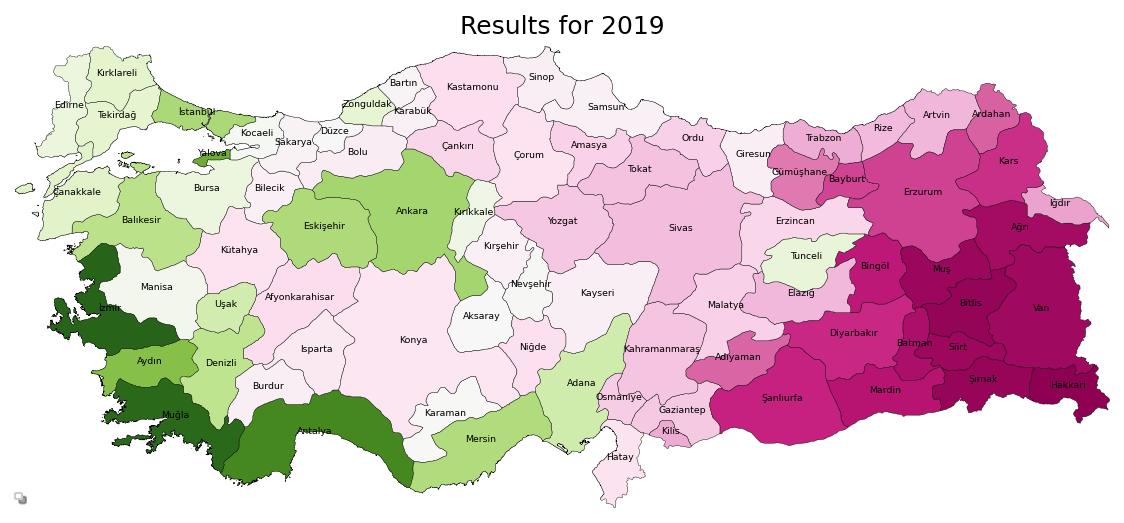 Results for 2019
Kırklareli
Edirne
Tekirdağ
İstanbul
Yalova
Kocaeli
Sakarya
Düzce
Bolu
Zonguldak
Bartın
Karabük
Kastamonu
Sinop
Samsun
Çankırı
Çorum
Amasya
Ordu
Tokat
Giresun
Trabzon
Gümüşhane
Bayburt
Rize
Artvin
Ardahan
Kars
Erzurum
Iğdır
Ağrı
Çanakkale
Balıkesir
Bursa
Bilecik
Eskişehir
Ankara
Kırıkkale
Yozgat
Sivas
Erzincan
Tunceli
Kütahya
Kırşehir
Manisa
Uşak
Afyonkarahisar
Nevşehir
Kayseri
Malatya
Elazığ
Bingöl
Muş
Bitlis
Van
İzmir
Aksaray
Konya
Niğde
Isparta
Kahramanmaraş
Adıyaman
Diyarbakır
Batman
Siirt
Aydın
Denizli
Burdur
Adana
Osmaniye
Şanlıurfa
Mardin
Şırnak
Hakkari
Muğla
Antalya
Karaman
Mersin
Gaziantep
Kilis
Hatay